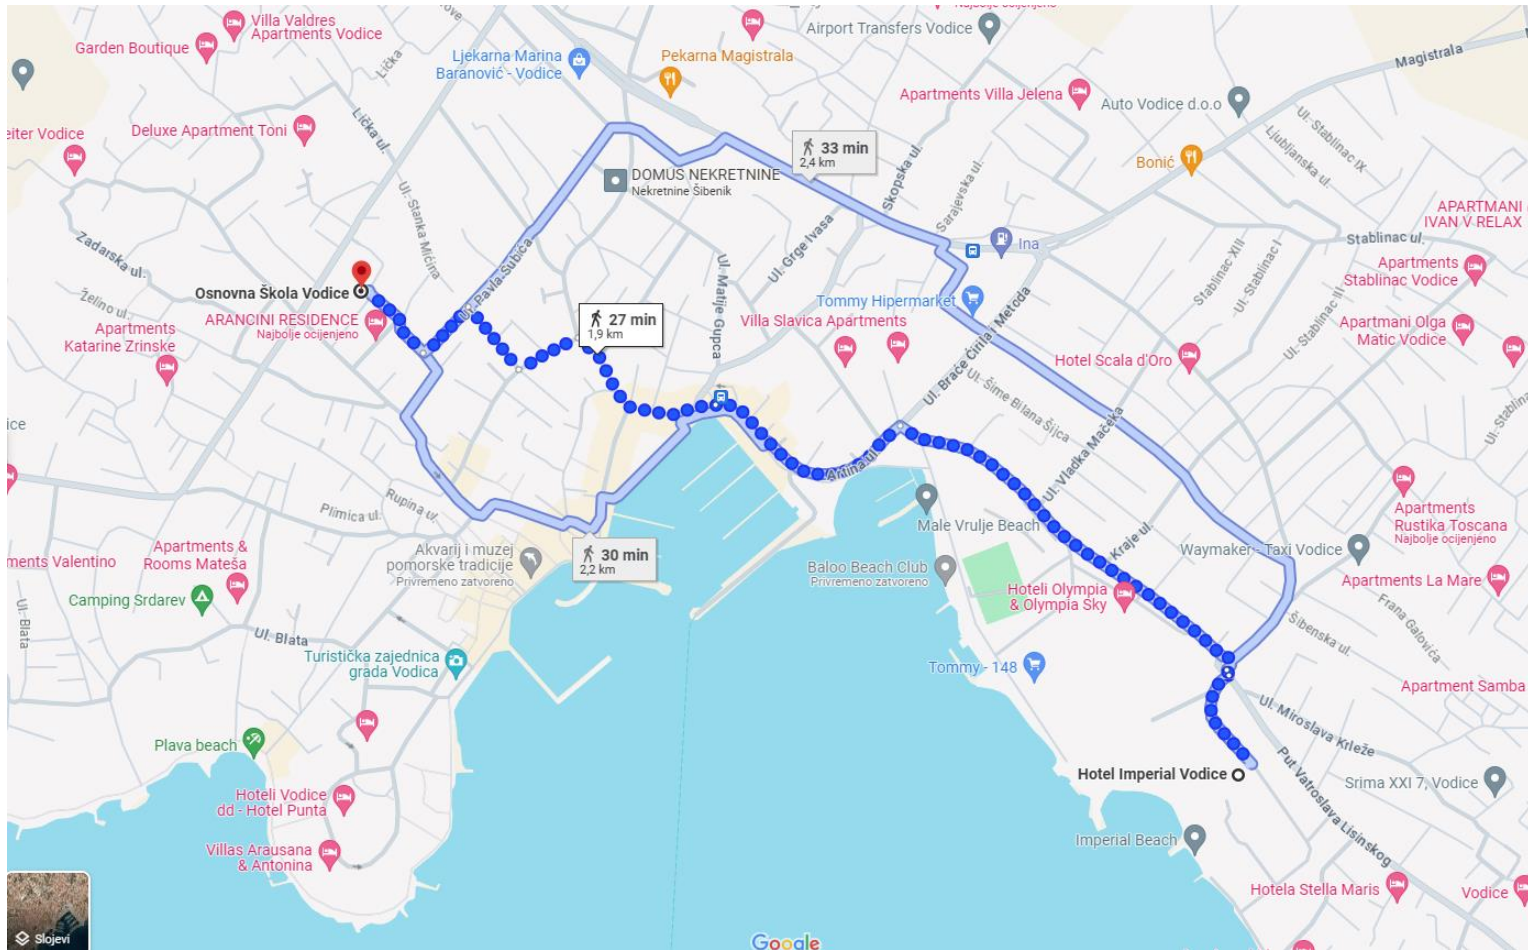 Villa Valdres
Apartments Vodice
Garden Boutique
Ljekarna Marina
Baranović - Vodice
Pekarna Magistrala
Airport Transfers Vodice
Magistrala
Apartments Villa Jelena
Auto Vodice d.o.o
Ul. Stablinac IX
Ljubljanska ul.
Bonić
Lička
Lička ul.
Deluxe Apartment Toni
eiter Vodice
33 min
2,4 km
DOMUS NEKRETNINE
Nekretnine Šibenik
Skopska ul.
Sarajevska ul.
APARTMANI
IVAN V RELAX
Ul. Stanka Mićina
Ul. Pavla Šubića
Ul. Grge Ivasa
Ina
Stablinac ul.
Zadarska ul.
Stablinac XIII
Ul. Stablinac I
Apartments
Stablinac Vodice
Osnovna Škola Vodice
Želino ul.
Ul. Matije Gupca
Tommy Hipermarket
Ul. Stablinac III
ARANCINI RESIDENCE
Najbolje ocijenjeno
27 min
1,9 km
Villa Slavica Apartments
Ul. Braće Ćirila i Metoda
Apartmani Olga
Matic Vodice
Apartments
Katarine Zrinske
Hotel Scala d'Oro
Ul. Šime Bilana Šijca
Ul. Vladka Mačeka
Artina ul.
Rupina ul.
Plimica ul.
Male Vrulje Beach
Kraje ul.
Apartments
Rustika Toscana
Najbolje ocijenjeno
ments Valentino
Apartments &
Rooms Mateša
Akvarij i muzej
pomorske tradicije
Privremeno zatvoreno
30 min
2,2 km
Baloo Beach Club
Privremeno zatvoreno
Waymaker - Taxi Vodice
Apartments La Mare
Camping Srdarev
Hoteli Olympia
& Olympia Sky
Frana Galovića
Šibenska ul.
Ul. Blata
Ul. Blata
Turistička zajednica
grada Vodica
Tommy - 148
Apartment Samba
Ul. Miroslava Krleže
Plava beach
Hotel Imperial Vodice
Put Vatroslava Lisinskog
Srima XXI 7, Vodice
Hoteli Vodice
dd - Hotel Punta
Imperial Beach
Villas Arausana
& Antonina
Hotela Stella Maris
Vodice
Slojevi
Google